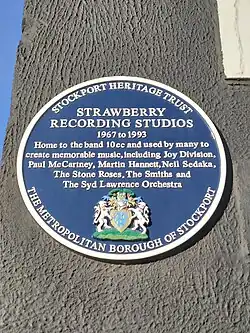 STOCKPORT HERITAGE TRUST
STRAWBERRY
RECORDING STUDIOS
1967 to 1993
Home to the band 10cc and used by many to
create memorable music, including Joy Division,
Paul McCartney, Martin Hannett, Neil Sedaka,
The Stone Roses, The Smiths and
The Syd Lawrence Orchestra
THE METROPOLITAN BOROUGH OF STOCKPORT